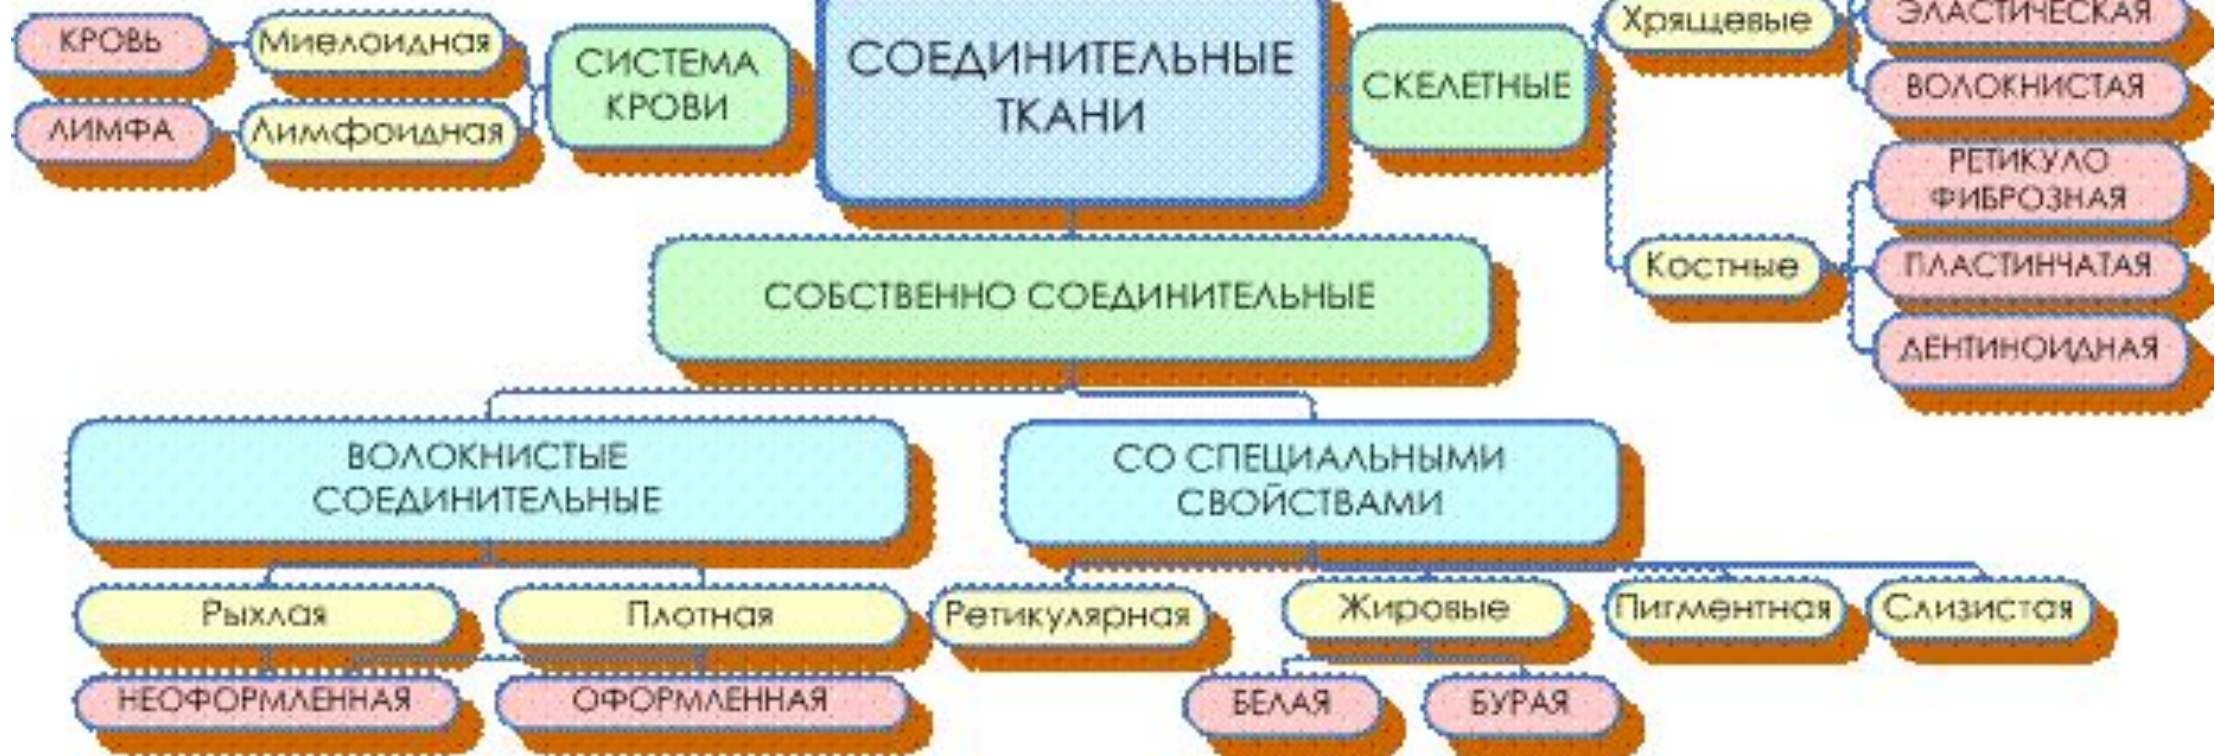 КРОВЬ
Миелоидная
ЛИМФА
Лимфоидная
СИСТЕМА
КРОВИ
СОЕДИНИТЕЛЬНЫЕ
ТКАНИ
СКЕЛЕТНЫЕ
Хрящевые
ЭЛАСТИЧЕСКАЯ
ВОЛОКНИСТАЯ
РЕТИКУЛО
ФИБРОЗНАЯ
Костные
ПЛАСТИНЧАТАЯ
ДЕНТИНОИДНАЯ
СОБСТВЕННО СОЕДИНИТЕЛЬНЫЕ
ВОЛОКНИСТЫЕ
СОЕДИНИТЕЛЬНЫЕ
СО СПЕЦИАЛЬНЫМИ
СВОЙСТВАМИ
Рыхлая
Плотная
Ретикулярная
Жировые
Пигментная
Слизистая
НЕОФОРМЛЕННАЯ
ОФОРМЛЕННАЯ
БЕЛАЯ
БУРАЯ